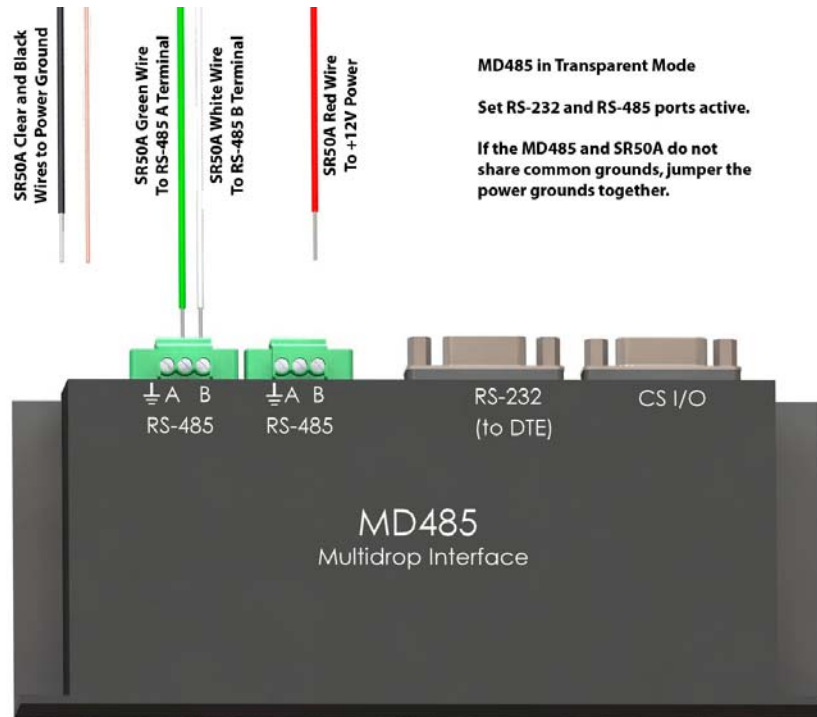 SR50A Clear and Black
Wires to Power Ground
SR50A Green Wire
To RS-485 A Terminal
SR50A White Wire
To RS-485 B Terminal
SR50A Red Wire
To +12V Power
MD485 in Transparent Mode
Set RS-232 and RS-485 ports active.
If the MD485 and SR50A do not
share common grounds, jumper the
power grounds together.
A B
RS-485
A B
RS-485
RS-232
(to DTE)
CS I/O
MD485
Multidrop Interface